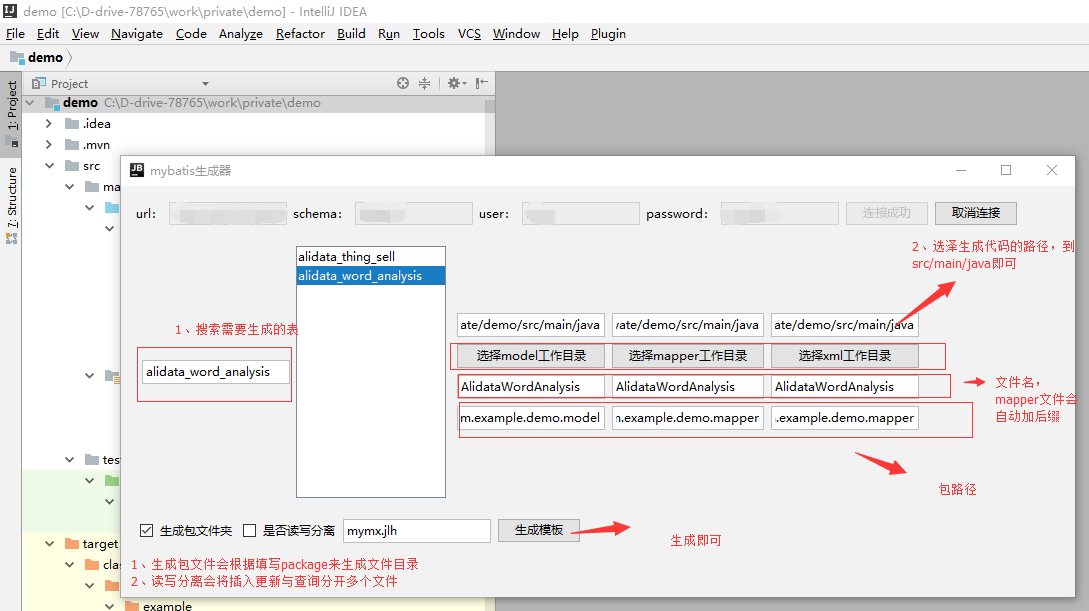 demo [C:\D-drive-78765\work\private\demo] - IntelliJ IDEA
File Edit View Navigate Code Analyze Refactor Build Run Tools VCS Window Help Plugin
demo
Project
1: Project
7: Structure
demo C:\D-drive-78765\work\private\demo
.idea
.mvn
src
ma
tes
target
clas
example
mybatis生成器
url: schema: user: password: 连接成功 取消连接
2、选泽生成代码的路径，到
src/main/java即可
alidata_thing_sell
alidata_word_analysis
1、搜索需要生成的表
alidata_word_analysis
ate/demo/src/main/java /ate/demo/src/main/java ate/demo/src/main/java
选择model工作目录 选择mapper工作目录 选择xml工作目录
AlidataWordAnalysis AlidataWordAnalysis AlidataWordAnalysis
m.example.demo.model .example.demo.mapper .example.demo.mapper
文件名，
mapper文件会
自动加后缀
包路径
生成包文件夹 是否读写分离 mymx.jlh 生成模板
生成即可
1、生成包文件会根据填写package来生成文件目录
2、读写分离会将插入更新与查询分开多个文件